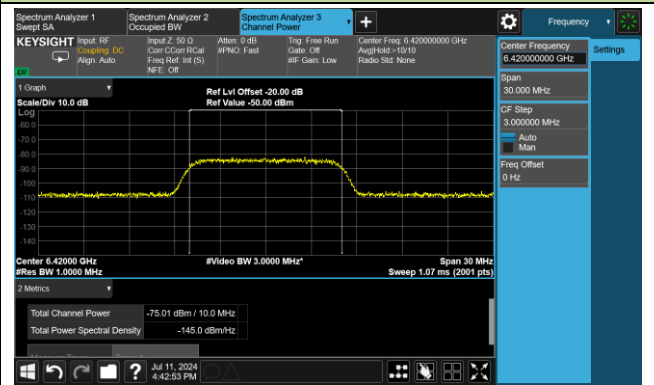 Spectrum Analyzer 1
Swept SA
Spectrum Analyzer 2
Occupied BW
Spectrum Analyzer 3
Channel Power
Frequency
KEYSIGHT
Input: RF
Coupling: DC
Align: Auto
Input Z: 50 Ω
Corr CCorr RCal
Freq Ref: Int (S)
NFE: Off
Atten: 0 dB
#PNO: Fast
Trig: Free Run
Gate: Off
#IF Gain: Low
Center Freq: 6.420000000 GHz
Avg|Hold:>10/10
Radio Std: None
LXI
Center Frequency
6.420000000 GHz
Settings
Span
30.000 MHz
CF Step
3.000000 MHz
Auto
Man
Freq Offset
0 Hz
1 Graph
Scale/Div 10.0 dB
Ref Lvl Offset -20.00 dB
Ref Value -50.00 dBm
Log
-60.0
-70.0
-80.0
-90.0
-100
-110
-120
-130
-140
Center 6.42000 GHz
#Res BW 1.0000 MHz
#Video BW 3.0000 MHz*
Span 30 MHz
Sweep 1.07 ms (2001 pts)
2 Metrics
Total Channel Power -75.01 dBm / 10.0 MHz
Total Power Spectral Density -145.0 dBm/Hz
?
Jul 11, 2024
4:42:53 PM